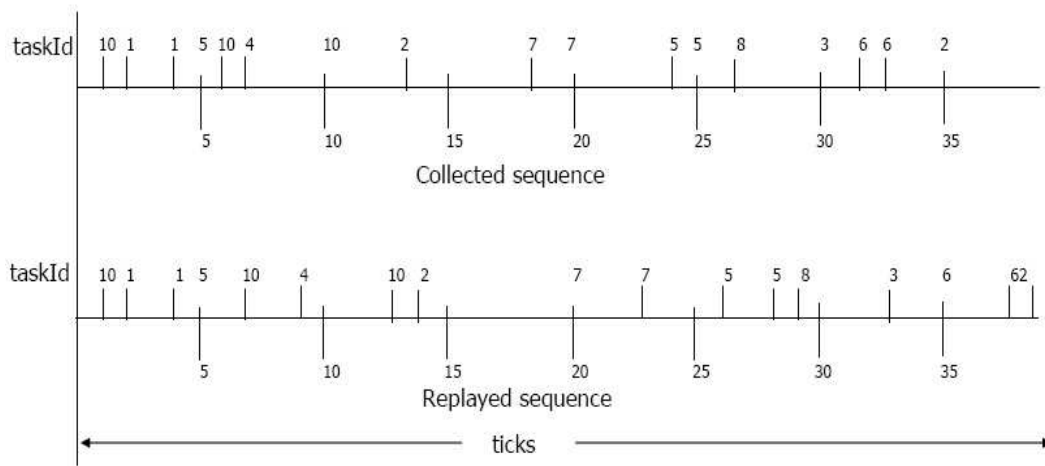 taskId 10 1 1 5 10 4 10 2 7 7 5 5 8 3 6 6 2
5 10 15 20 25 30 35
Collected sequence
taskId 10 1 1 5 10 4 10 2 7 7 5 5 8 3 6 62
5 10 15 20 25 30 35
Replayed sequence
ticks